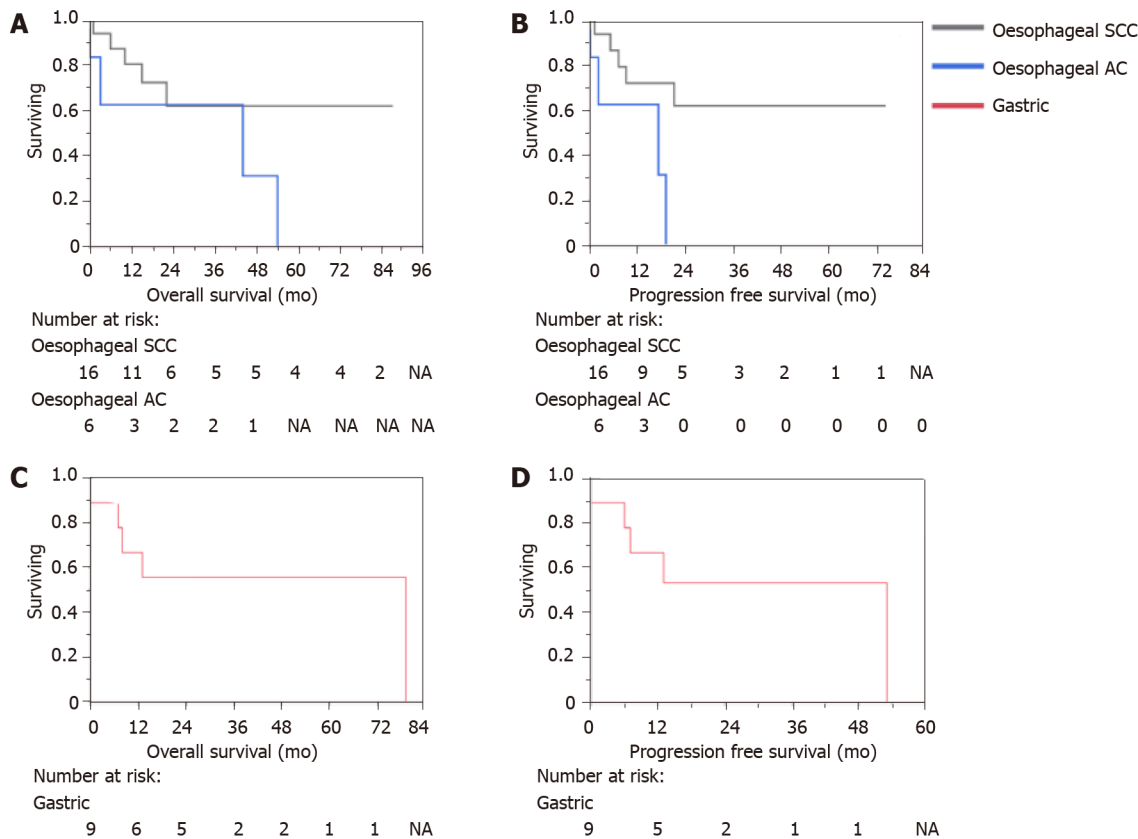 A
1.0
0.8
0.6
0.4
0.2
0
Surviving
0 12 24 36 48 60 72 84 96
Overall survival (mo)
Number at risk:
Oesophageal SCC
16 11 6 5 5 4 4 2 NA
Oesophageal AC
6 3 2 2 1 NA NA NA NA
B
1.0
0.8
0.6
0.4
0.2
0
Surviving
0 12 24 36 48 60 72 84
Progression free survival (mo)
Number at risk:
Oesophageal SCC
16 9 5 3 2 1 1 NA
Oesophageal AC
6 3 0 0 0 0 0 0
Oesophageal SCC
Oesophageal AC
Gastric
C
1.0
0.8
0.6
0.4
0.2
0
Surviving
0 12 24 36 48 60 72 84
Overall survival (mo)
Number at risk:
Gastric
9 6 5 2 2 1 1 NA
D
1.0
0.8
0.6
0.4
0.2
0
Surviving
0 12 24 36 48 60
Progression free survival (mo)
Number at risk:
Gastric
9 5 2 1 1 NA